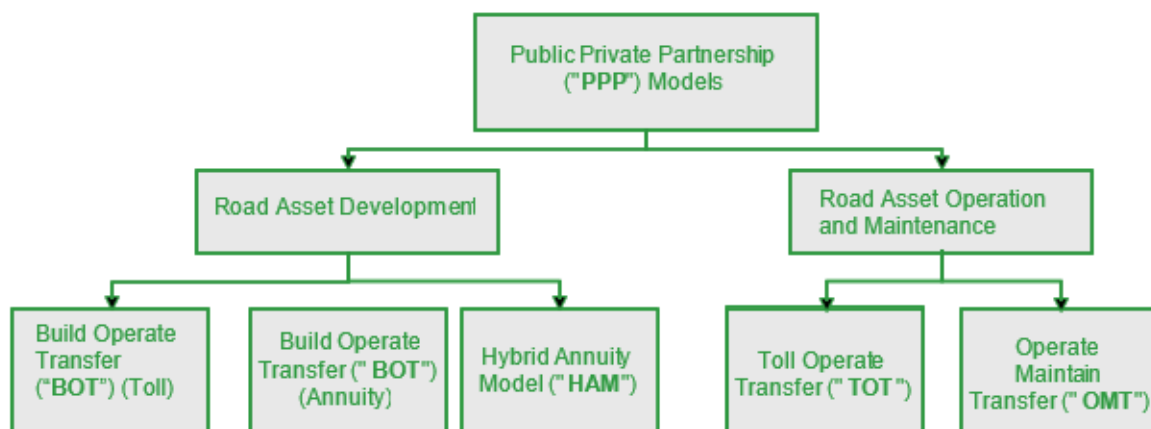 Public Private Partnership
("PPP") Models
Road Asset Development
Road Asset Operation
and Maintenance
Build Operate
Transfer
(“BOT”) (Toll)
Build Operate
Transfer (" BOT")
(Annuity)
Hybrid Annuity
Model ("HAM")
Toll Operate
Transfer (" TOT")
Operate
Maintain
Transfer (" OMT")